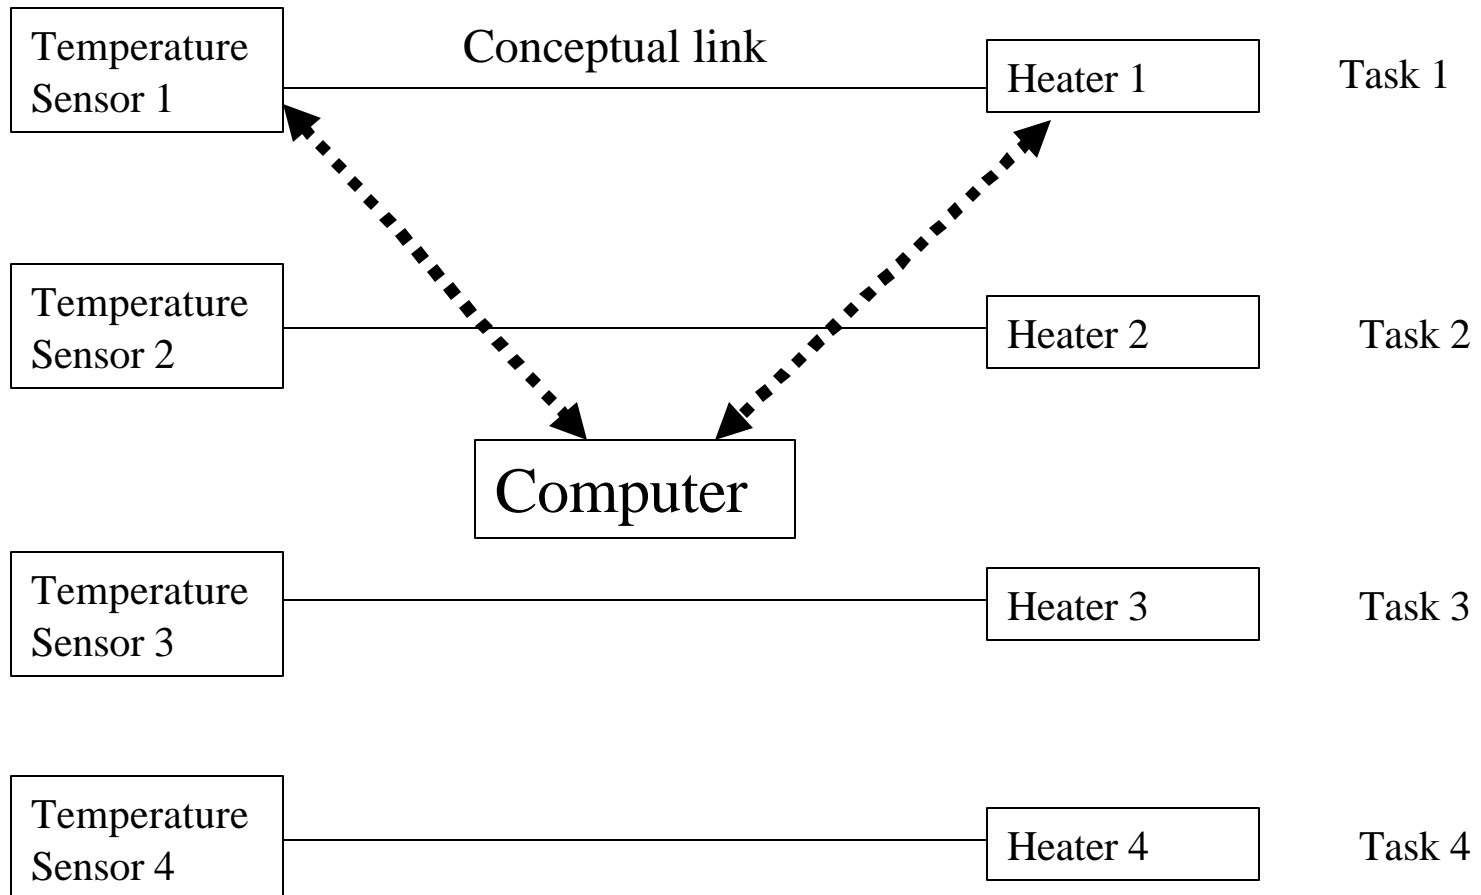 Temperature
Sensor 1
Conceptual link
Heater 1
Task 1
Temperature
Sensor 2
Heater 2
Task 2
Computer
Temperature
Sensor 3
Heater 3
Task 3
Temperature
Sensor 4
Heater 4
Task 4